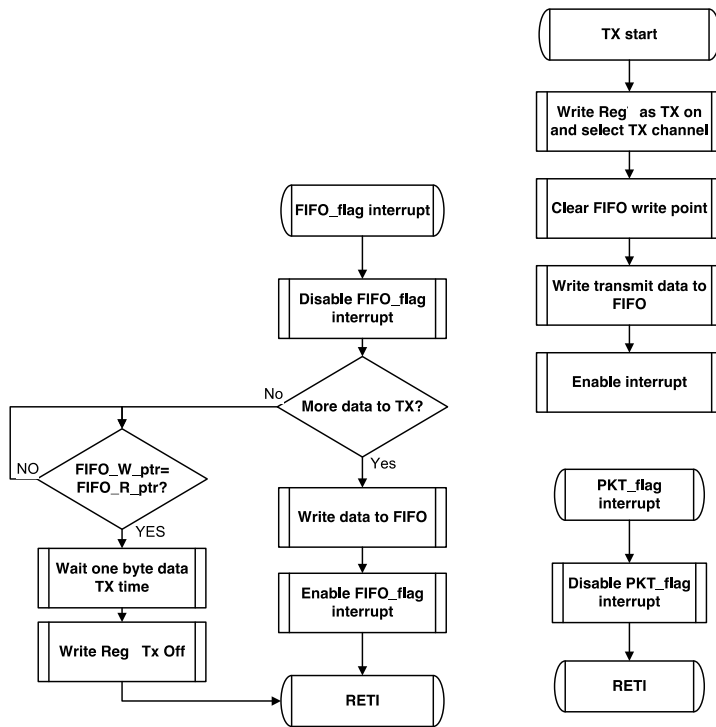 TX start
Write Reg as TX on
and select TX channel
Clear FIFO write point
Write transmit data to
FIFO
Enable interrupt
FIFO_flag interrupt
Disable FIFO_flag
interrupt
More data to TX?
No
Yes
FIFO_W_ptr=
FIFO_R_ptr?
NO
YES
Wait one byte data
TX time
Write Reg Tx Off
Write data to FIFO
Enable FIFO_flag
interrupt
RETI
PKT_flag
interrupt
Disable PKT_flag
interrupt
RETI